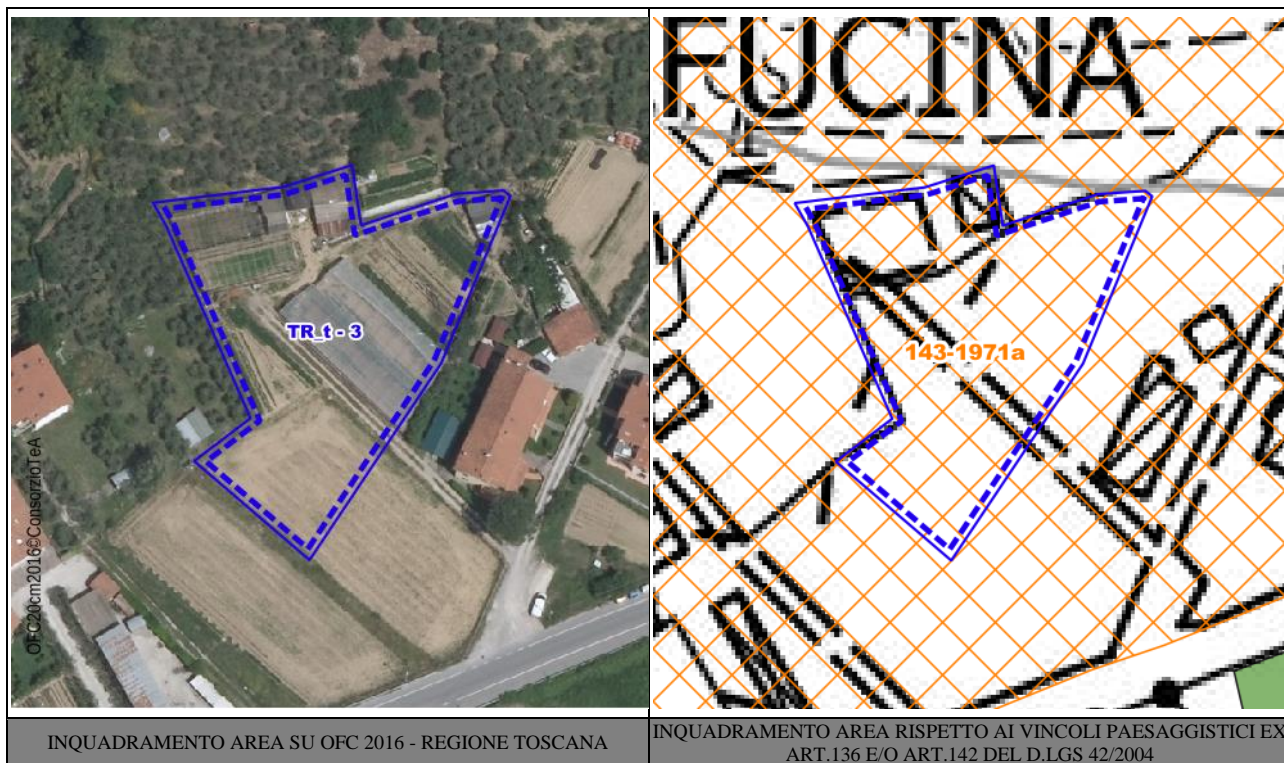 TR_t - 3
OFC20cm2016©ConsorzioTeA
FUCINA
143-1971a
INQUADRAMENTO AREA SU OFC 2016 - REGIONE TOSCANA
INQUADRAMENTO AREA RISPETTO AI VINCOLI PAESAGGISTICI EX
ART.136 E/O ART.142 DEL D.LGS 42/2004